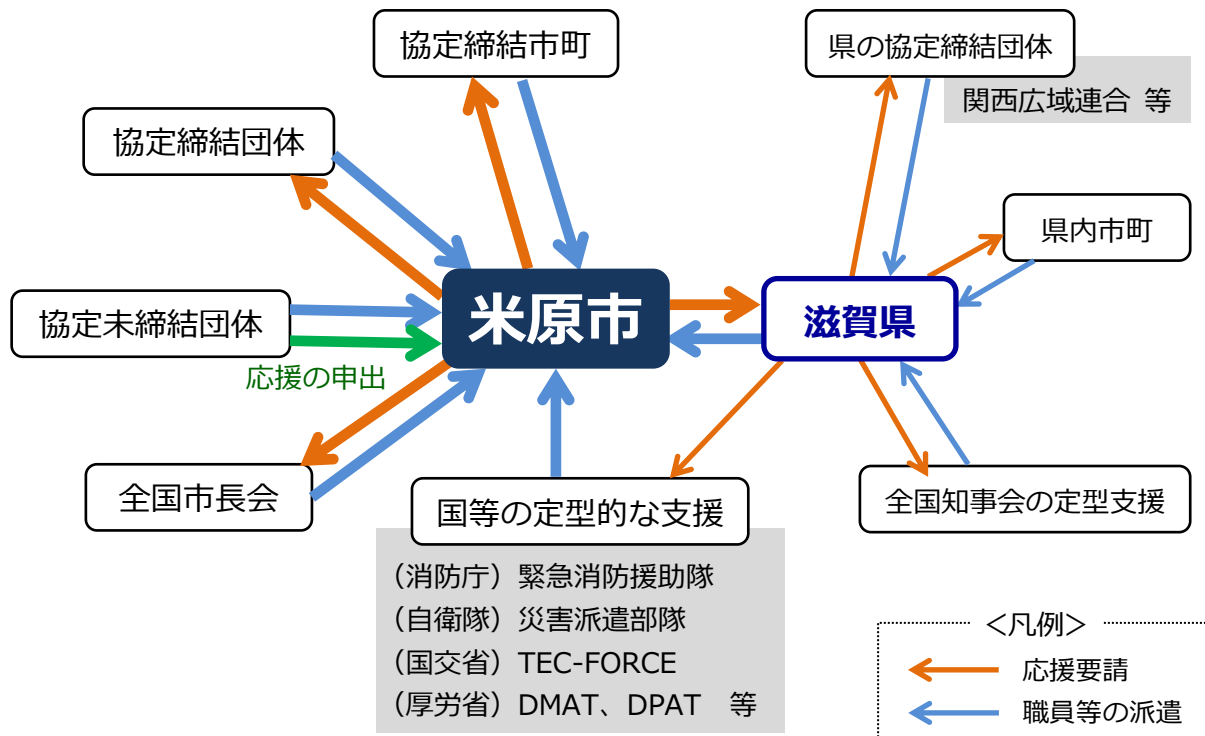 協定締結市町
県の協定締結団体
関西広域連合 等
協定締結団体
県内市町
協定未締結団体
米原市
滋賀県
応援の申出
全国市長会
国等の定型的な支援
全国知事会の定型支援
（消防庁）緊急消防援助隊
（自衛隊）災害派遣部隊
（国交省）TEC-FORCE
（厚労省）DMAT、DPAT　等
＜凡例＞
応援要請
職員等の派遣